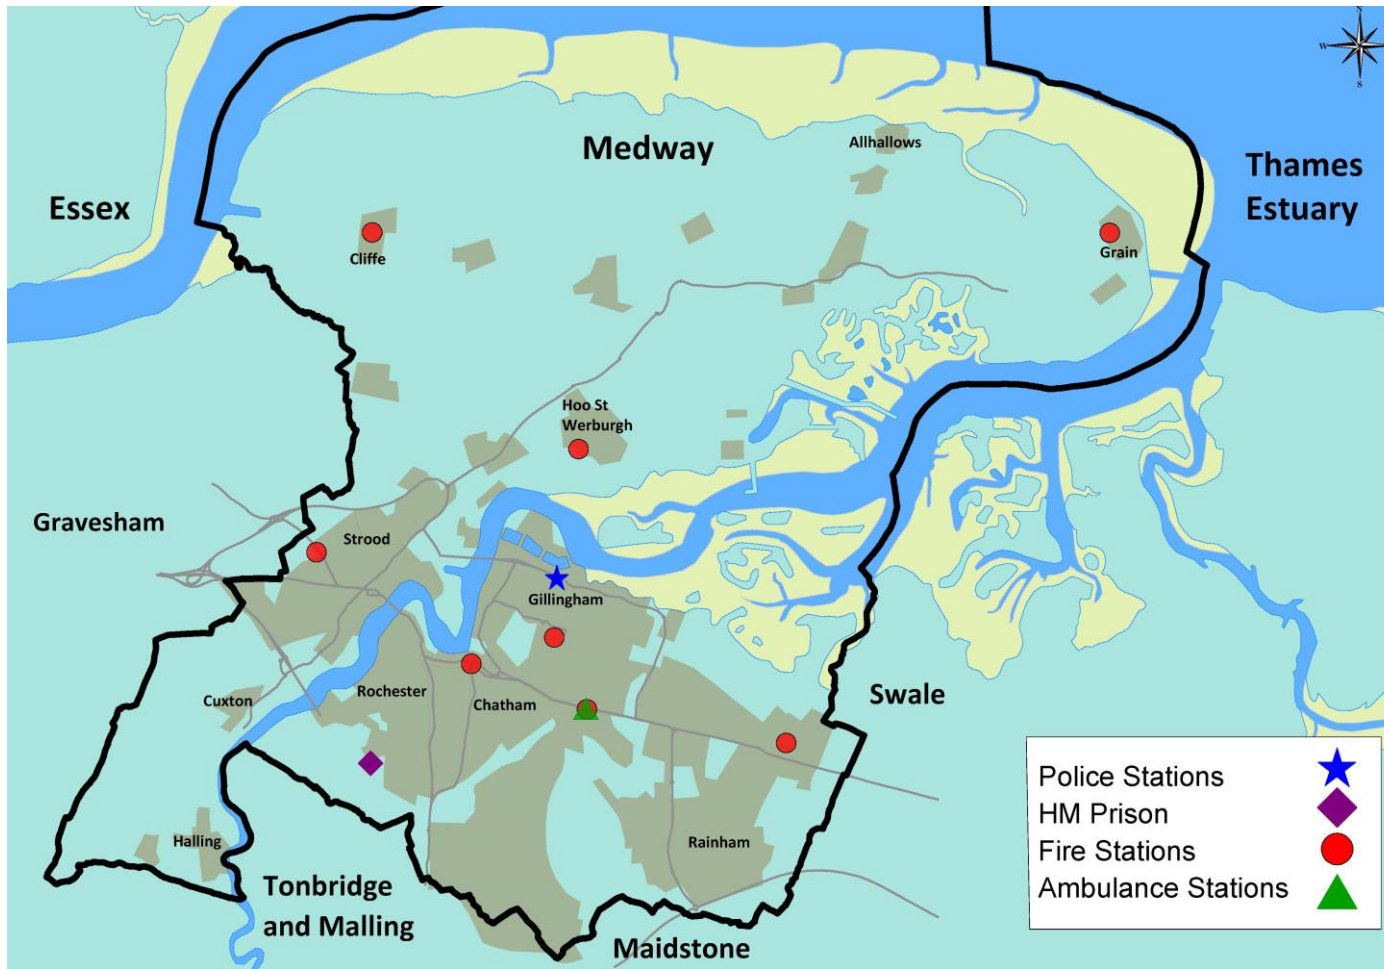 N
W
E
S
Medway
Allhallows
Thames
Estuary
Essex
Cliffe
Grain
Hoo St
Werburgh
Gravesham
Strood
Gillingham
Cuxton
Rochester
Chatham
Swale
Halling
Rainham
Tonbridge
and Malling
Maidstone
Police Stations
HM Prison
Fire Stations
Ambulance Stations